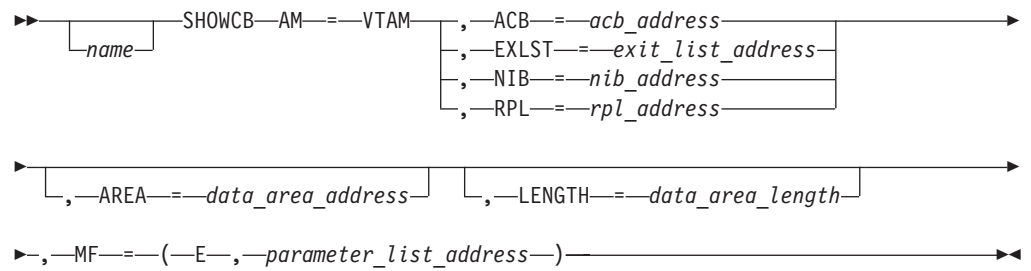 SHOWCB AM = VTAM , ACB = acb_address
name , EXLST = exit_list_address
, NIB = nib_address
, RPL = rpl_address
, AREA = data_area_address , LENGTH = data_area_length
, MF = ( E , parameter_list_address )